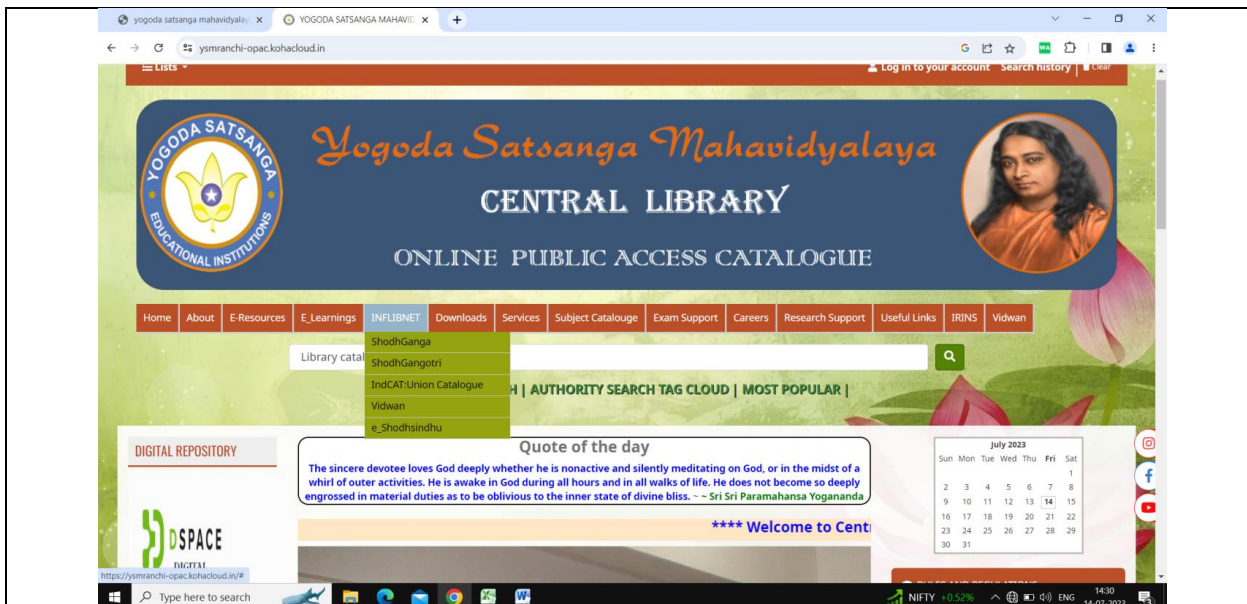 yogoda satsanga mahavidyalay
YOGODA SATSANGA MAHAVID
ysmranchi-opac.kohacloud.in
Lists
Log in to your account Search history | Clear
YOGODA SATSANGA
EDUCATIONAL INSTITUTIONS
Yogoda Satsanga Mahavidyalaya
CENTRAL LIBRARY
ONLINE PUBLIC ACCESS CATALOGUE
Home About E-Resources E_Learnings INFLIBNET Downloads Services Subject Catalouge Exam Support Careers Research Support Useful Links IRINS Vidwan
ShodhGanga
Library catal
ShodhGangotri
IndCAT:Union Catalogue
H | AUTHORITY SEARCH TAG CLOUD | MOST POPULAR |
Vidwan
e_Shodhsindhu
DIGITAL REPOSITORY
Quote of the day
The sincere devotee loves God deeply whether he is nonactive and silently meditating on God, or in the midst of a
whirl of outer activities. He is awake in God during all hours and in all walks of life. He does not become so deeply
engrossed in material duties as to be oblivious to the inner state of divine bliss. ~ ~ Sri Sri Paramahansa Yogananda
**** Welcome to Cent
July 2023
Sun Mon Tue Wed Thu Fri Sat
1
2 3 4 5 6 7 8
9 10 11 12 13 14 15
16 17 18 19 20 21 22
23 24 25 26 27 28 29
30 31
DSPACE
DIGITAL
RULES AND REGULATIONS
https://ysmranchi-opac.kohacloud.in/#
Type here to search
NIFTY +0.52% ENG 14:30
14-07-2023